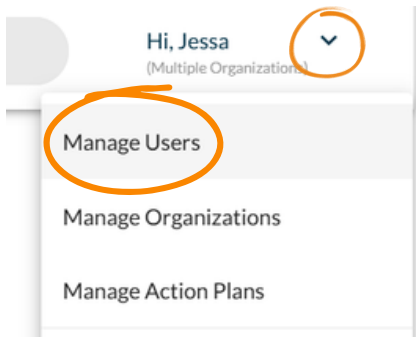 Hi, Jessa
(Multiple Organizations)
Manage Users
Manage Organizations
Manage Action Plans